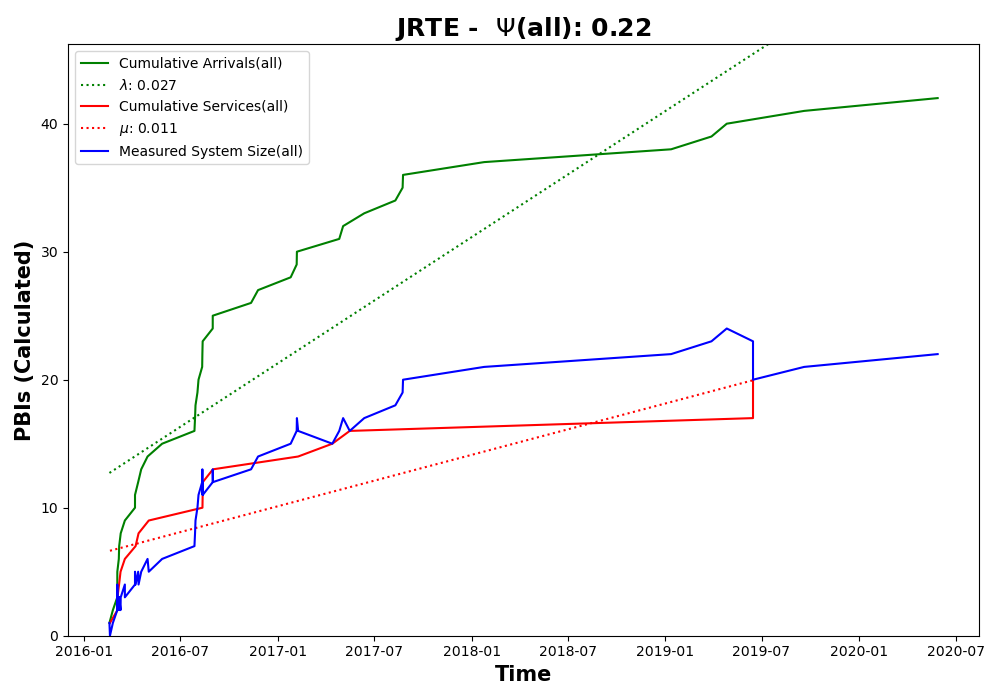 JRTE - Ψ(all): 0.22
Cumulative Arrivals(all)
λ: 0.027
Cumulative Services(all)
μ: 0.011
Measured System Size(all)
PBIs (Calculated)
40
30
20
10
0
2016-01 2016-07 2017-01 2017-07 2018-01 2018-07 2019-01 2019-07 2020-01 2020-07
Time